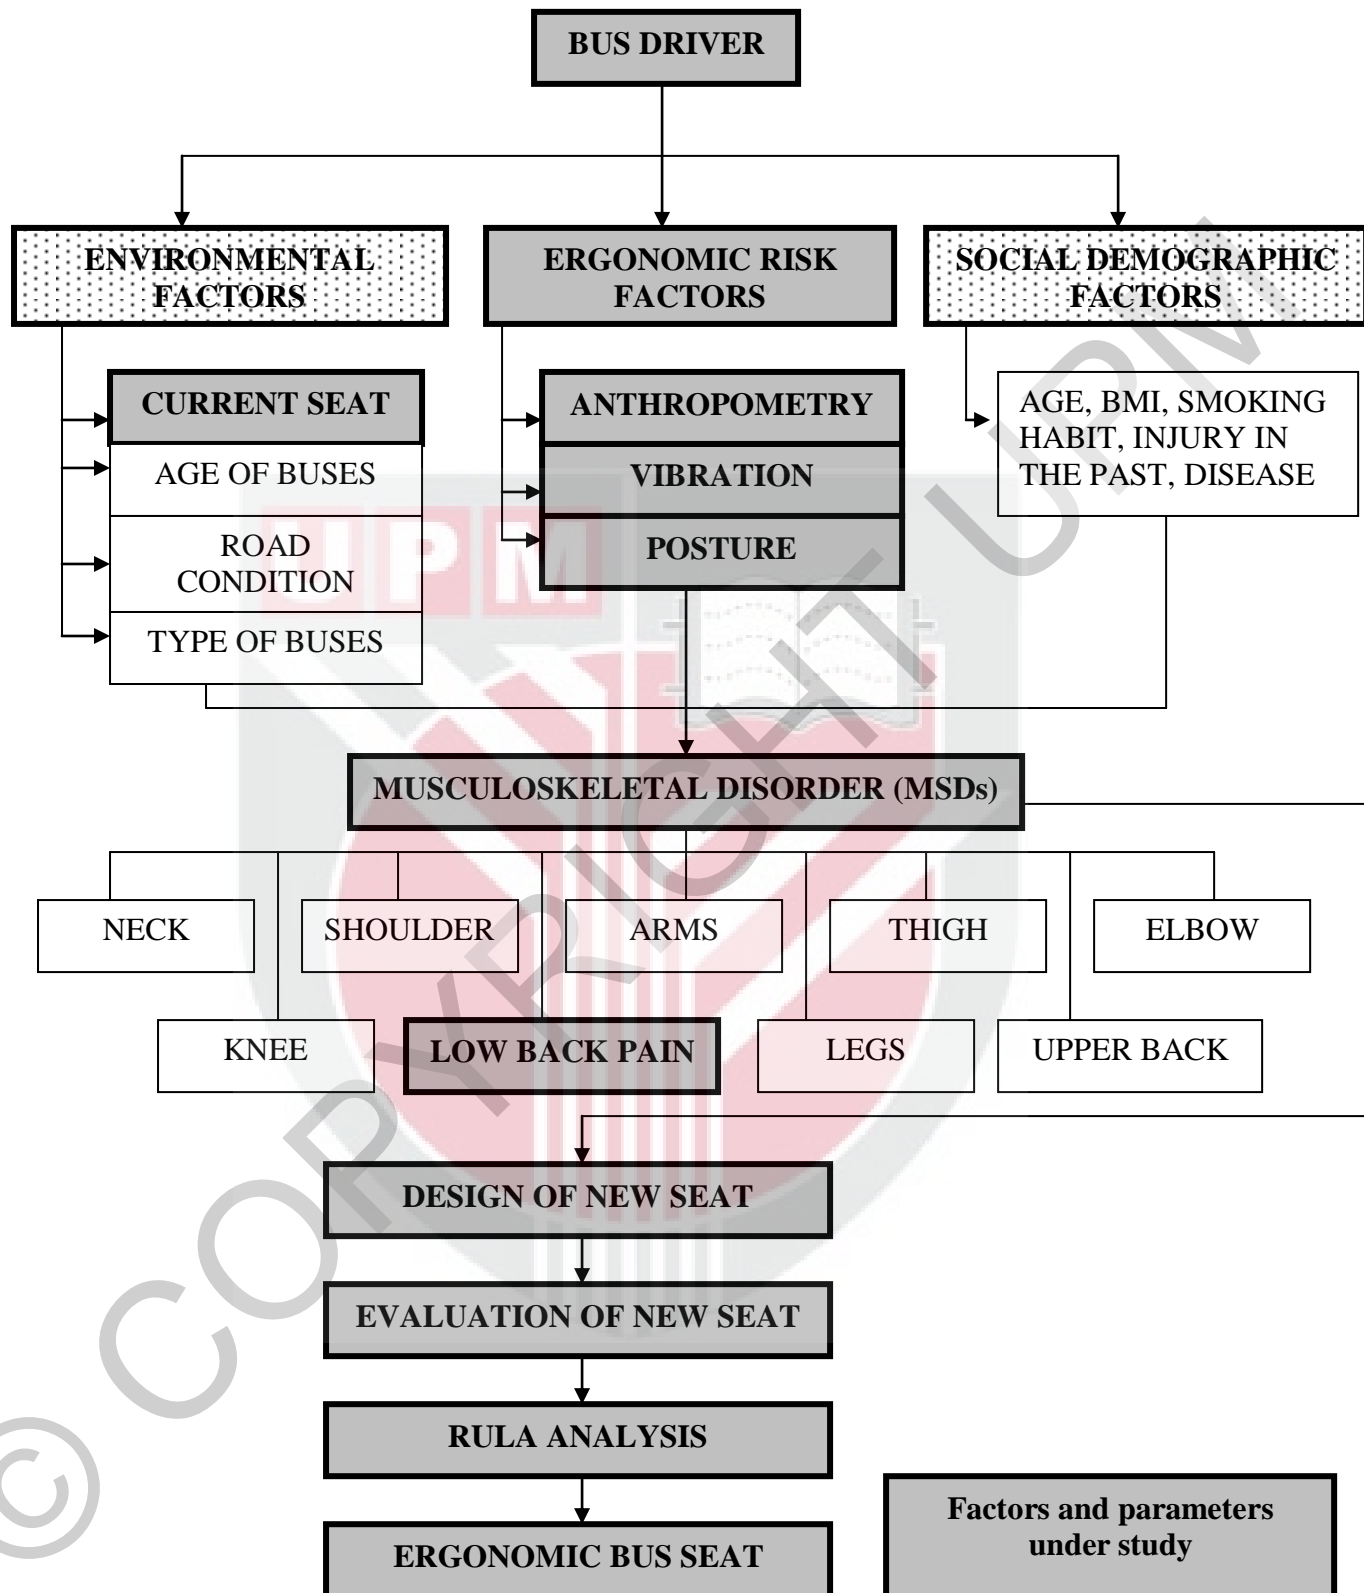 BUS DRIVER
ENVIRONMENTAL
FACTORS
ERGONOMIC RISK
FACTORS
SOCIAL DEMOGRAPHIC
FACTORS
CURRENT SEAT
AGE OF BUSES
ROAD
CONDITION
TYPE OF BUSES
ANTHROPOMETRY
VIBRATION
POSTURE
AGE, BMI, SMOKING
HABIT, INJURY IN
THE PAST, DISEASE
UPM
MUSCULOSKELETAL DISORDER (MSDs)
NECK
SHOULDER
ARMS
THIGH
ELBOW
KNEE
LOW BACK PAIN
LEGS
UPPER BACK
DESIGN OF NEW SEAT
EVALUATION OF NEW SEAT
RULA ANALYSIS
ERGONOMIC BUS SEAT
Factors and parameters
under study
© COPYRIGHT UPM